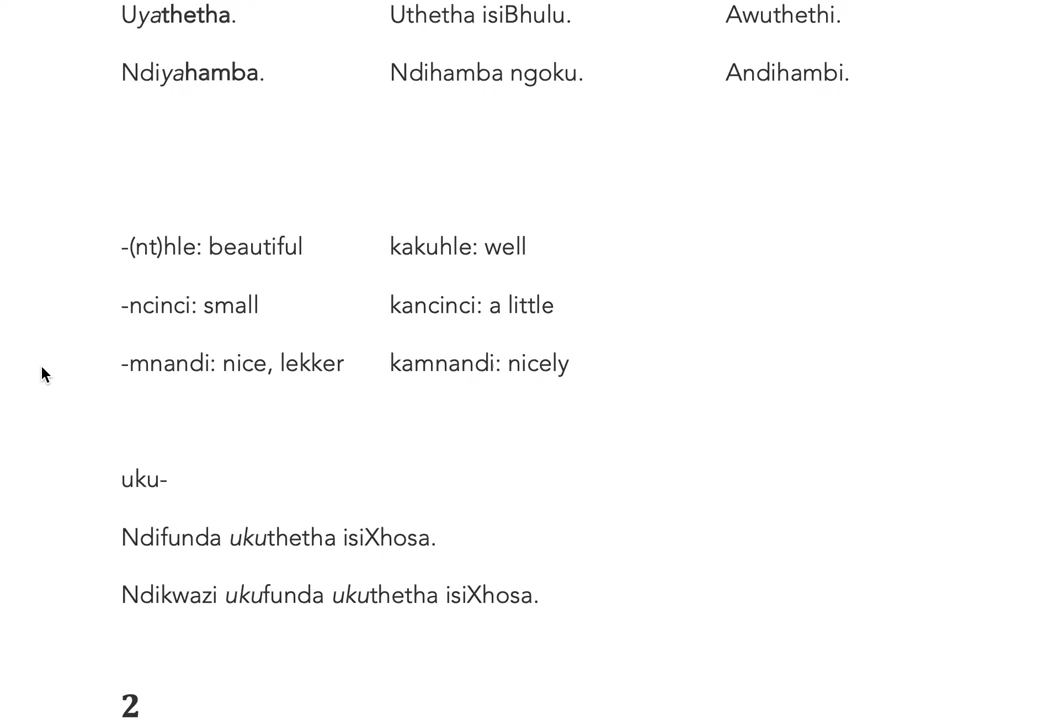 Uyathetha. Uthetha isiBhulu. Awuthethi.
Ndiyahamba. Ndihamba ngoku. Andihambi.
-(nt)hle: beautiful kakuhle: well
-ncinci: small kancinci: a little
-mnandi: nice, lekker kamnandi: nicely
uku-
Ndifunda ukuthetha isiXhosa.
Ndikwazi ukufunda ukuthetha isiXhosa.
2